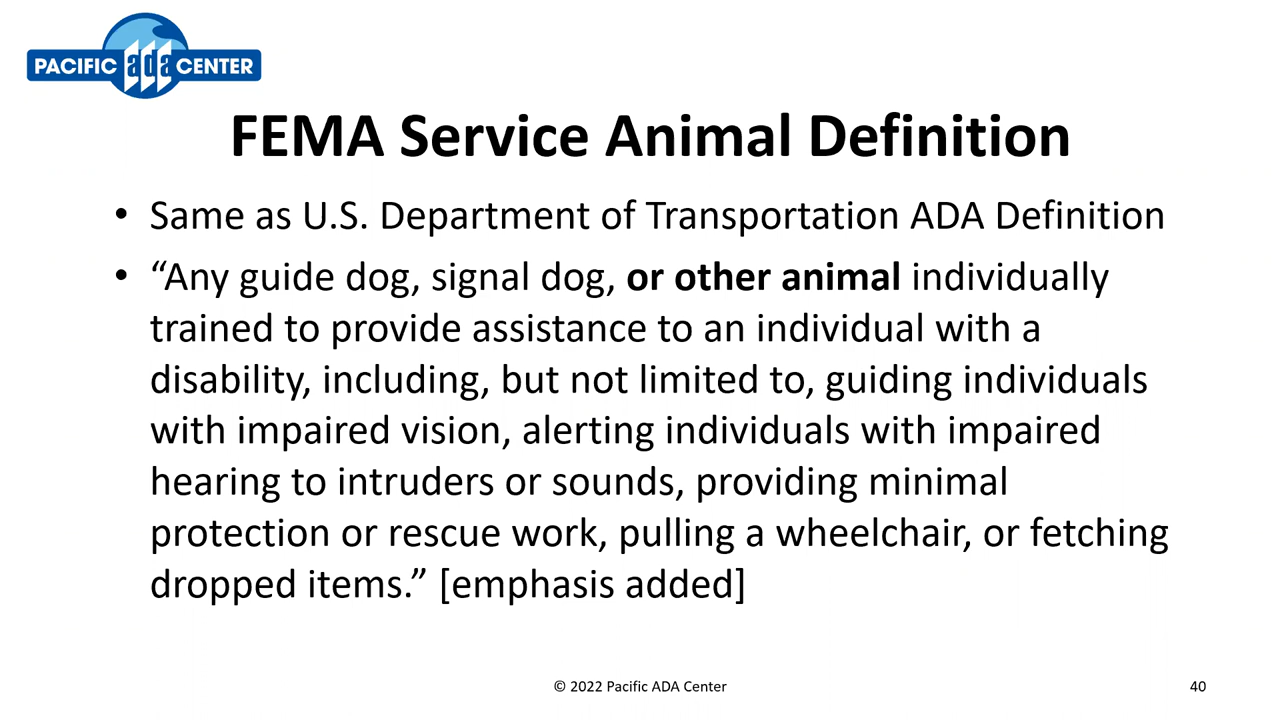 PACIFIC ada CENTER
FEMA Service Animal Definition
• Same as U.S. Department of Transportation ADA Definition
• “Any guide dog, signal dog, or other animal individually
trained to provide assistance to an individual with a
disability, including, but not limited to, guiding individuals
with impaired vision, alerting individuals with impaired
hearing to intruders or sounds, providing minimal
protection or rescue work, pulling a wheelchair, or fetching
dropped items.” [emphasis added]
© 2022 Pacific ADA Center
40